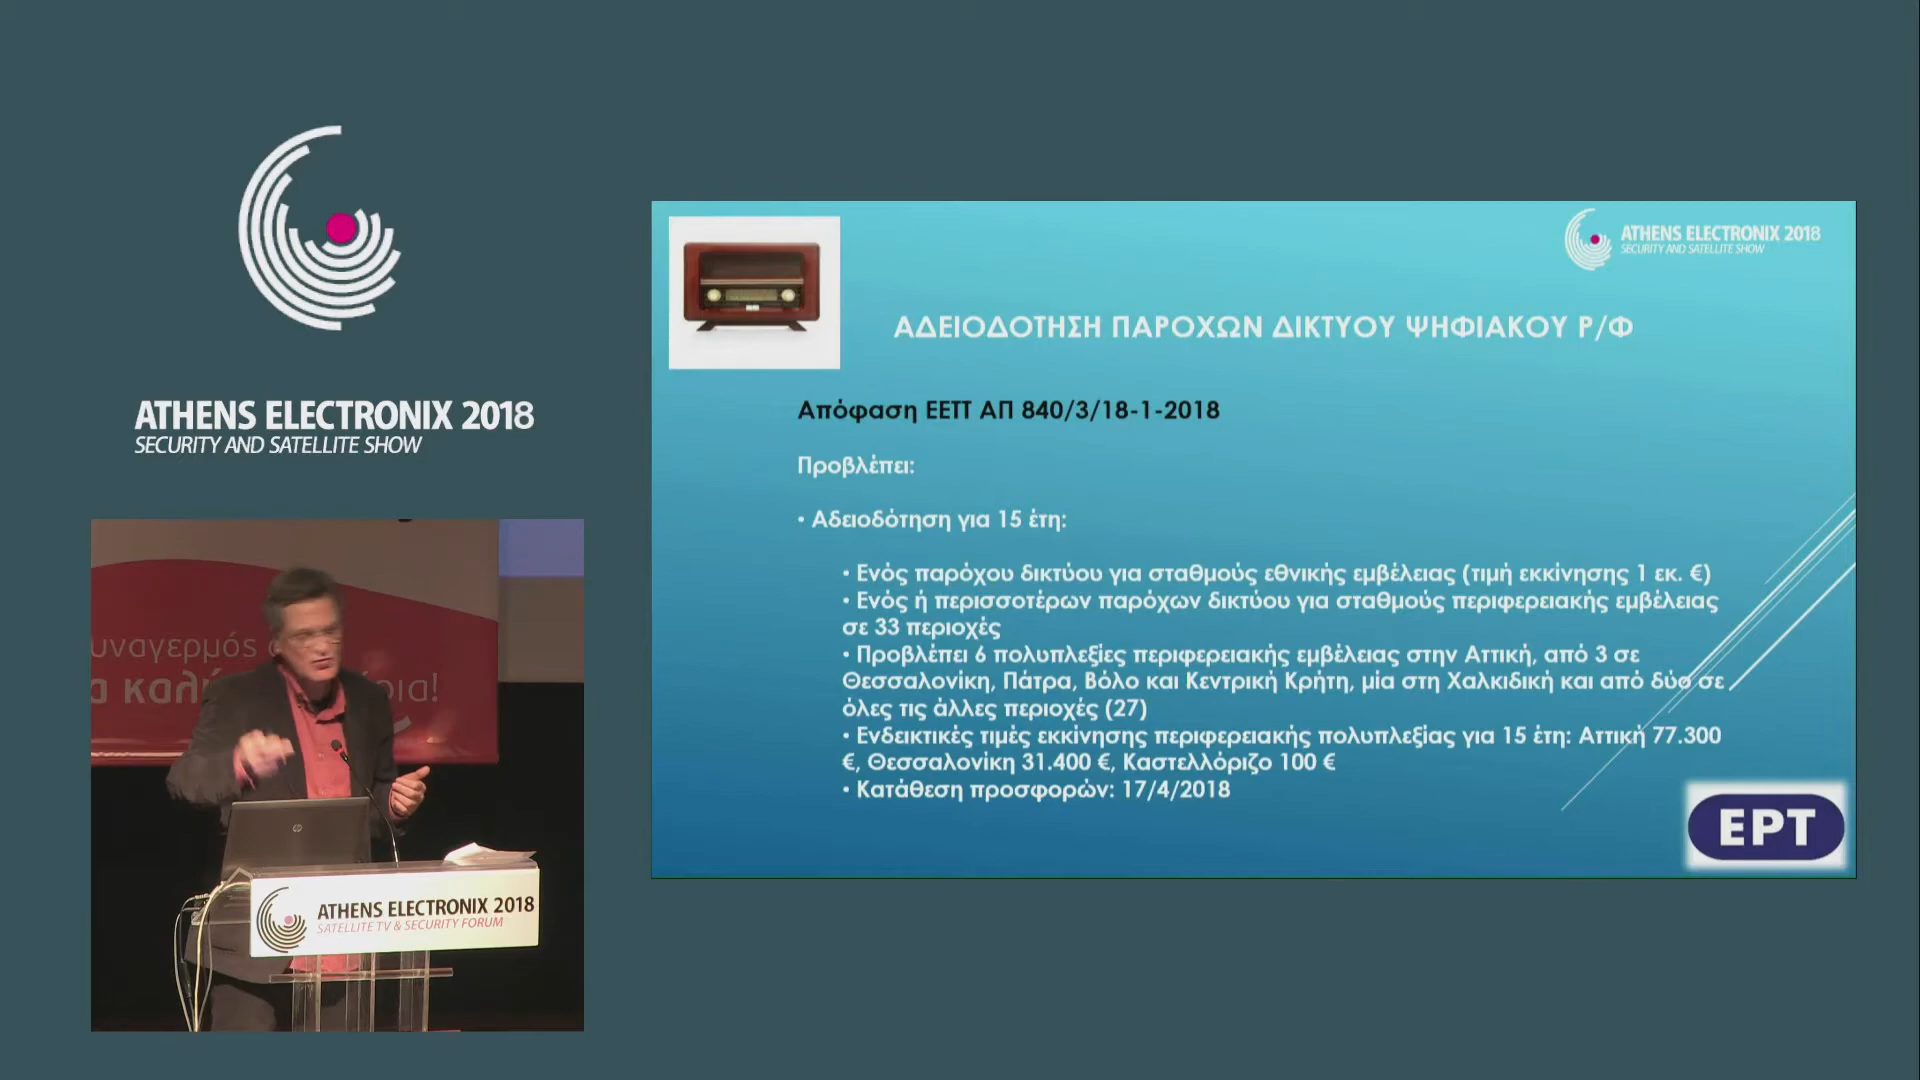 ATHENS ELECTRONIX 2018
SECURITY AND SATELLITE SHOW
υναγερμός
α καλ
ρια!
ATHENS ELECTRONIX 2018
SATELLITE TV & SECURITY FORUM
ATHENS ELECTRONIX 2018
SECURITY AND SATELLITE SHOW
ΑΔΕΙΟΔΟΤΗΣΗ ΠΑΡΟΧΩΝ ΔΙΚΤΥΟΥ ΨΗΦΙΑΚΟΥ Ρ/Φ
Απόφαση ΕΕΤΤ ΑΠ 840/3/18-1-2018
Προβλέπει:
• Αδειοδότηση για 15 έτη:
• Ενός παρόχου δικτύου για σταθμούς εθνικής εμβέλειας (τιμή εκκίνησης 1 εκ. €)
• Ενός ή περισσοτέρων παρόχων δικτύου για σταθμούς περιφερειακής εμβέλειας
σε 33 περιοχές
• Προβλέπει 6 πολυπλεξίες περιφερειακής εμβέλειας στην Αττική, από 3 σε
Θεσσαλονίκη, Πάτρα, Βόλο και Κεντρική Κρήτη, μία στη Χαλκιδική και από δύο σε
όλες τις άλλες περιοχές (27)
• Ενδεικτικές τιμές εκκίνησης περιφερειακής πολυπλεξίας για 15 έτη: Αττική 77.300
€, Θεσσαλονίκη 31.400 €, Καστελλόριζο 100 €
• Κατάθεση προσφορών: 17/4/2018
ΕΡΤ